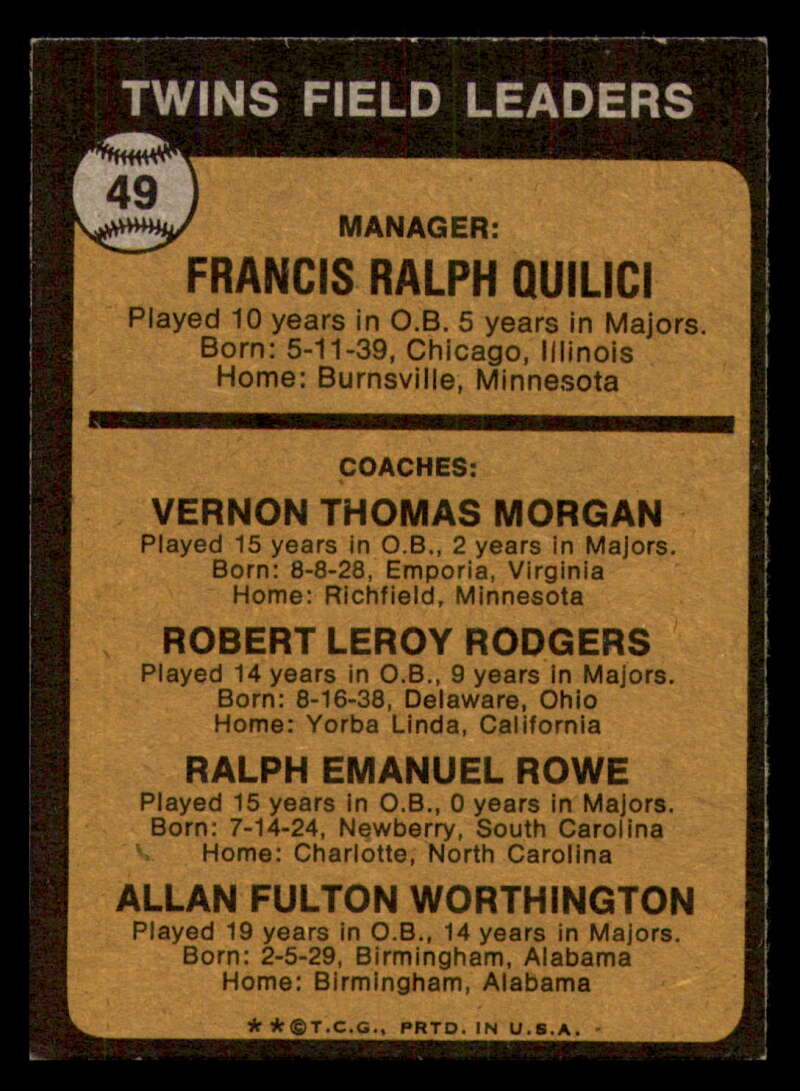 TWINS FIELD LEADERS
49
MANAGER:
FRANCIS RALPH QUILICI
Played 10 years in O.B. 5 years in Majors.
Born: 5-11-39, Chicago, Illinois
Home: Burnsville, Minnesota
COACHES:
VERNON THOMAS MORGAN
Played 15 years in O.B., 2 years in Majors.
Born: 8-8-28, Emporia, Virginia
Home: Richfield, Minnesota
ROBERT LEROY RODGERS
Played 14 years in O.B., 9 years in Majors.
Born: 8-16-38, Delaware, Ohio
Home: Yorba Linda, California
RALPH EMANUEL ROWE
Played 15 years in O.B., 0 years in Majors.
Born: 7-14-24, Newberry, South Carolina
Home: Charlotte, North Carolina
ALLAN FULTON WORTHINGTON
Played 19 years in O.B., 14 years in Majors.
Born: 2-5-29, Birmingham, Alabama
Home: Birmingham, Alabama
**©T.C.G., PRTD. IN U.S.A.